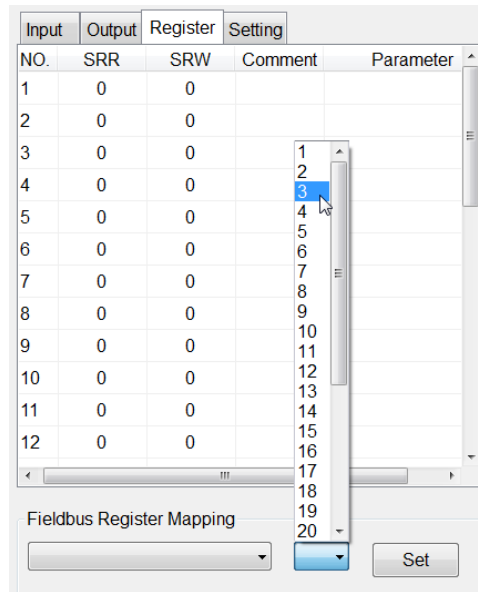 Input Output Register Setting
NO. SRR SRW Comment Parameter
1 0 0
2 0 0
3 0 0
4 0 0
5 0 0
6 0 0
7 0 0
8 0 0
9 0 0
10 0 0
11 0 0
12 0 0
1
2
3
4
5
6
7
8
9
10
11
12
13
14
15
16
17
18
19
20
Fieldbus Register Mapping
Set